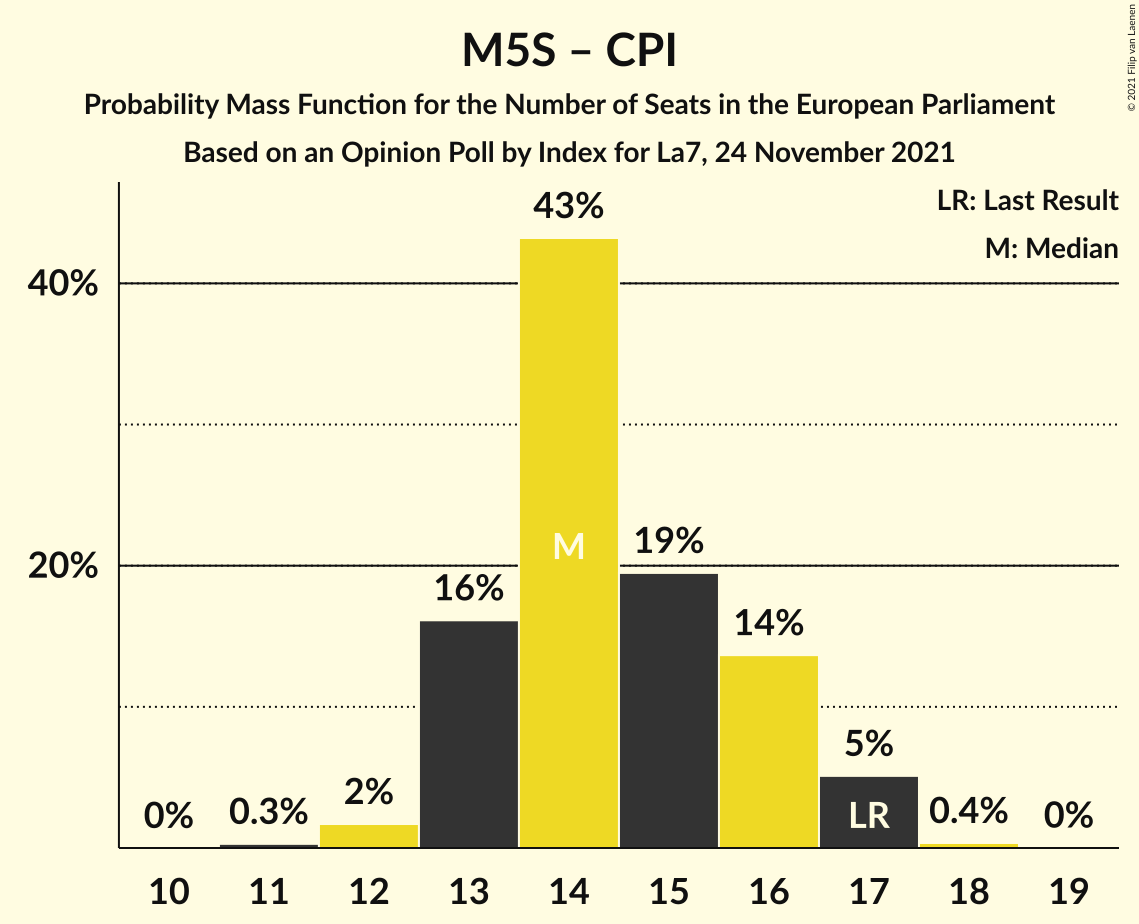 M5S – CPI
Probability Mass Function for the Number of Seats in the European Parliament
Based on an Opinion Poll by Index for La7, 24 November 2021
© 2021 Filip van Laenen
LR: Last Result
M: Median
43%
40%
M
19%
20%
16%
14%
5%
2%
LR
0%
0.3%
0.4%
0%
10 11 12 13 14 15 16 17 18 19